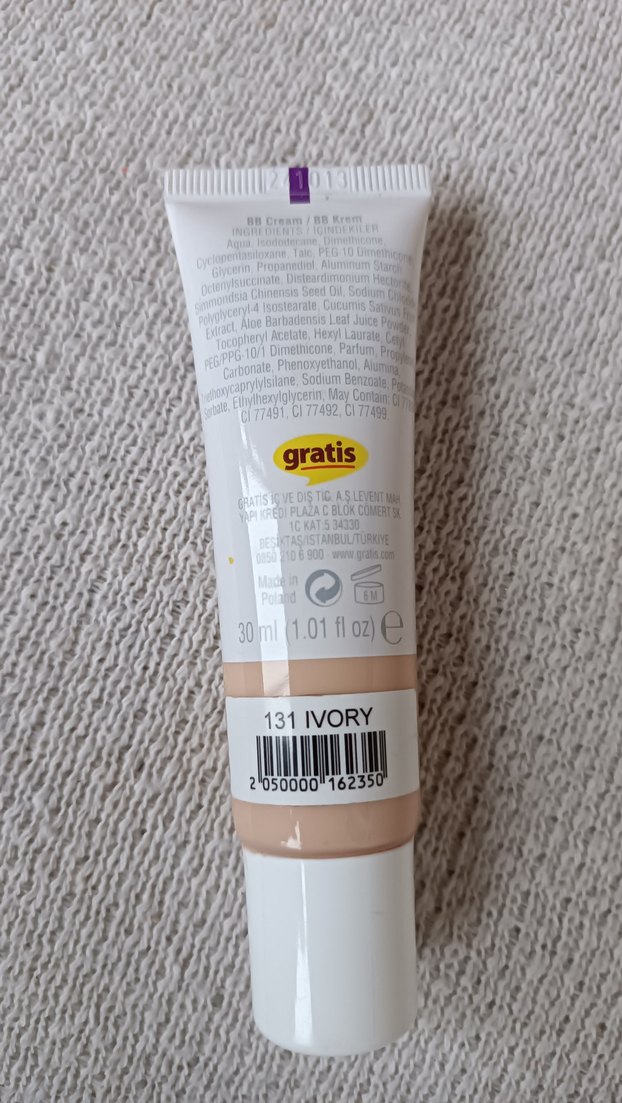 241013
BB Cream / BB Krem
INGREDIENTS / İÇİNDEKİLER
Aqua, Isododecane, Dimethicone,
Cyclopentasiloxane, Talc, PEG-10 Dimethicone,
Glycerin, Propanediol, Aluminum Starch
Octenylsuccinate, Disteardimonium Hectorite,
Simmondsia Chinensis Seed Oil, Sodium Chloride,
Polyglyceryl-4 Isostearate, Cucumis Sativus
Extract, Aloe Barbadensis Leaf Juice Powder,
Tocopheryl Acetate, Hexyl Laurate, Cetyl
PEG/PPG-10/1 Dimethicone, Parfum, Propylene
Carbonate, Phenoxyethanol, Alumina,
Triethoxycaprylylsilane, Sodium Benzoate, Potassium
Sorbate, Ethylhexylglycerin; May Contain: CI
CI 77491, CI 77492, CI 77499.
gratis
GRATİS İÇ VE DIŞ TİC. A.Ş. LEVENT MAH.
YAPI KREDİ PLAZA C BLOK CÖMERT SK.
1C KAT:5 34330
BEŞİKTAŞ/İSTANBUL/TÜRKİYE
0850 210 6 900 - www.gratis.com
Made in
Poland
6 M
30 ml (1.01 fl oz) e
131 IVORY
2 050000 162350